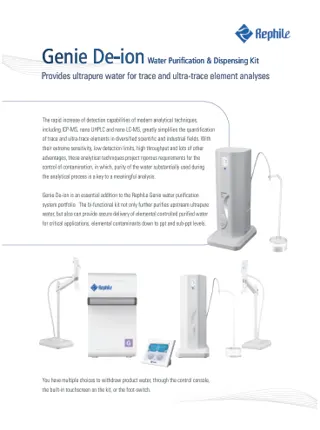 Rephile
Genie De-ion Water Purification & Dispensing Kit
Provides ultrapure water for trace and ultra-trace element analyses
The rapid increase of detection capabilities of modern analytical techniques,
including ICP-MS, nano UHPLC and nano LC-MS, greatly simplifies the quantification
of trace and ultra-trace elements in diversified scientific and industrial fields. With
their extreme sensitivity, low detection limits, high throughput and lots of other
advantages, these analytical techniques project rigorous requirements for the
control of contamination, in which, purity of the water substantially used during
the analytical process is a key to a meaningful analysis.
Genie De-ion is an essential addition to the Rephile Genie water purification
system portfolio. The bi-functional kit not only further purifies upstream ultrapure
water, but also can provide secure delivery of elemental controlled purified water
for critical applications, elemental contaminants down to ppt and sub-ppt levels.
Rephile
G
You have multiple choices to withdraw product water, through the control console,
the built-in touchscreen on the kit, or the foot-switch.